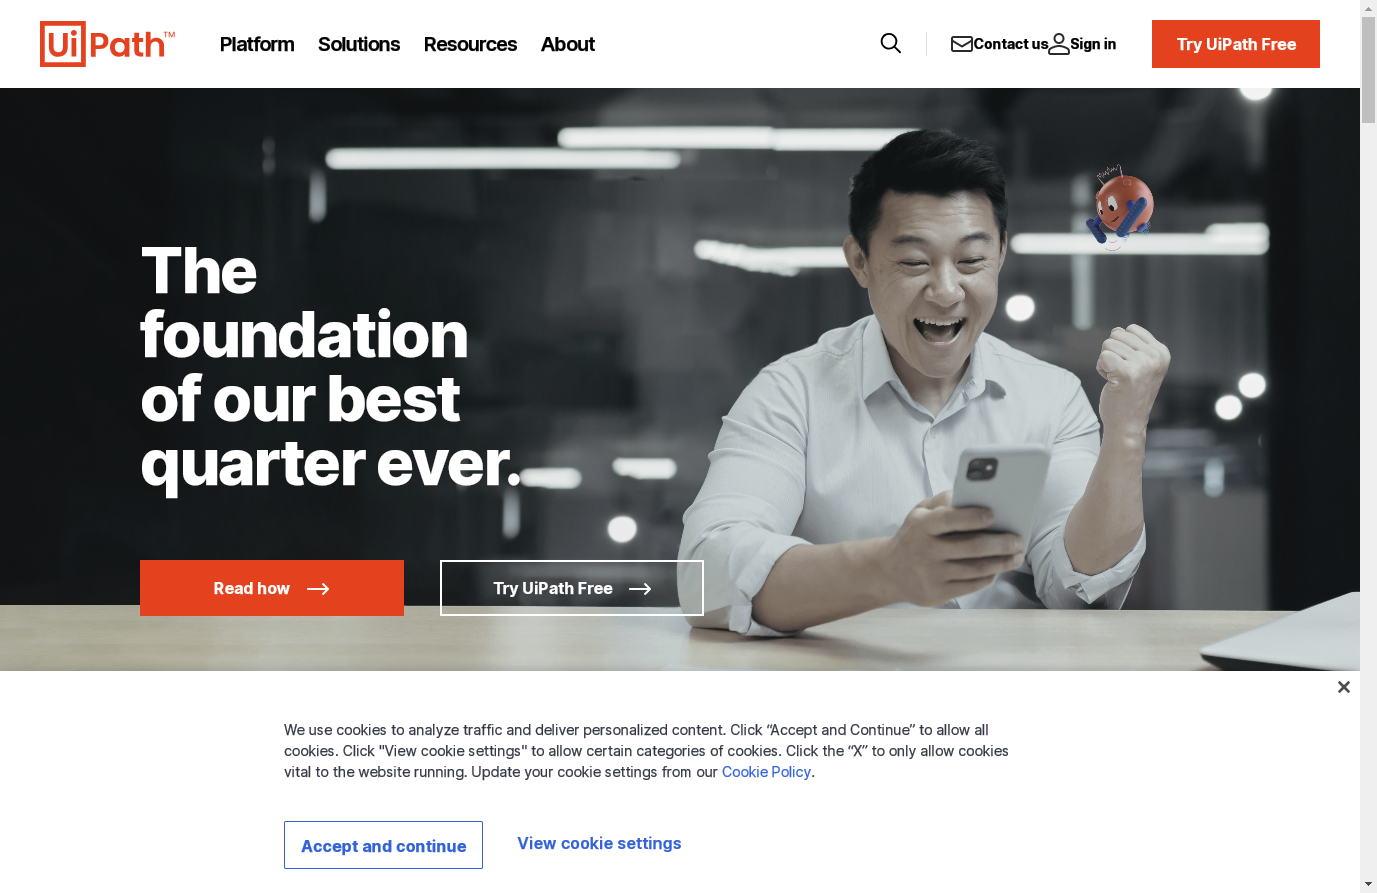 UiPath™
Platform
Solutions
Resources
About
Contact us
Sign in
Try UiPath Free
The
foundation
of our best
quarter ever.
Read how
Try UiPath Free
We use cookies to analyze traffic and deliver personalized content. Click “Accept and Continue” to allow all
cookies. Click "View cookie settings" to allow certain categories of cookies. Click the “X” to only allow cookies
vital to the website running. Update your cookie settings from our Cookie Policy.
Accept and continue
View cookie settings